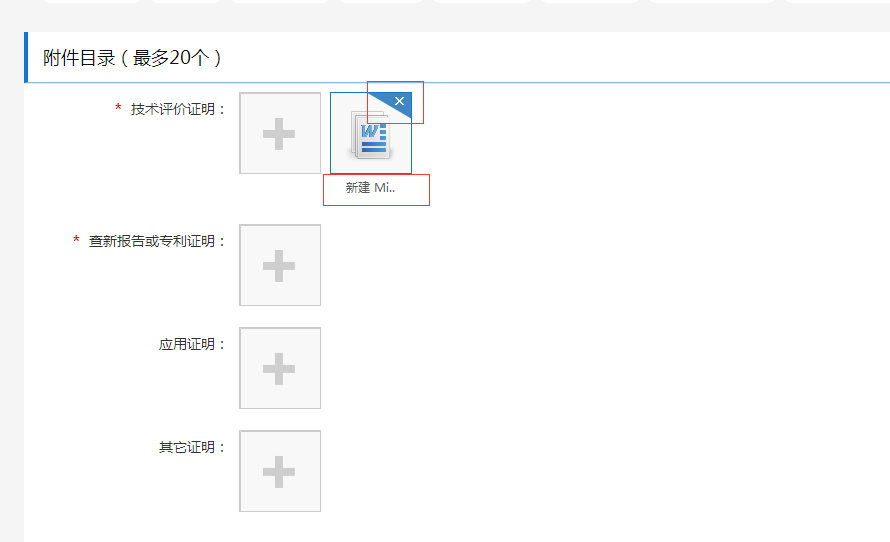 附件目录（最多20个）
* 技术评价证明：
W
新建 Mi..
* 查新报告或专利证明：
应用证明：
其它证明：